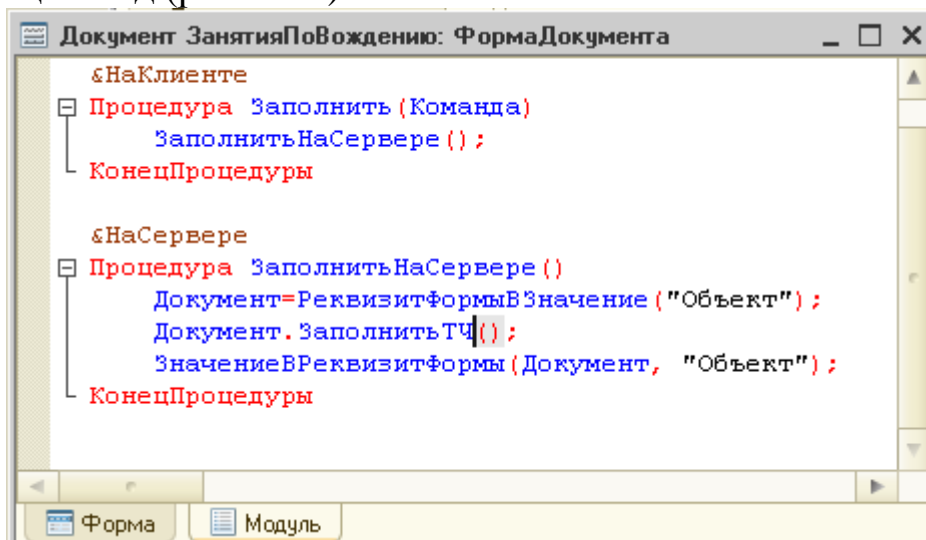 Документ ЗанятияПоВождению: ФормаДокумента
&НаКлиенте
Процедура Заполнить(Команда)
ЗаполнитьНаСервере();
КонецПроцедуры
&НаСервере
Процедура ЗаполнитьНаСервере()
Документ=РеквизитФормыВЗначение("Объект");
Документ.ЗаполнитьТЧ();
ЗначениеВРеквизитФормы(Документ, "Объект");
КонецПроцедуры
Форма Модуль